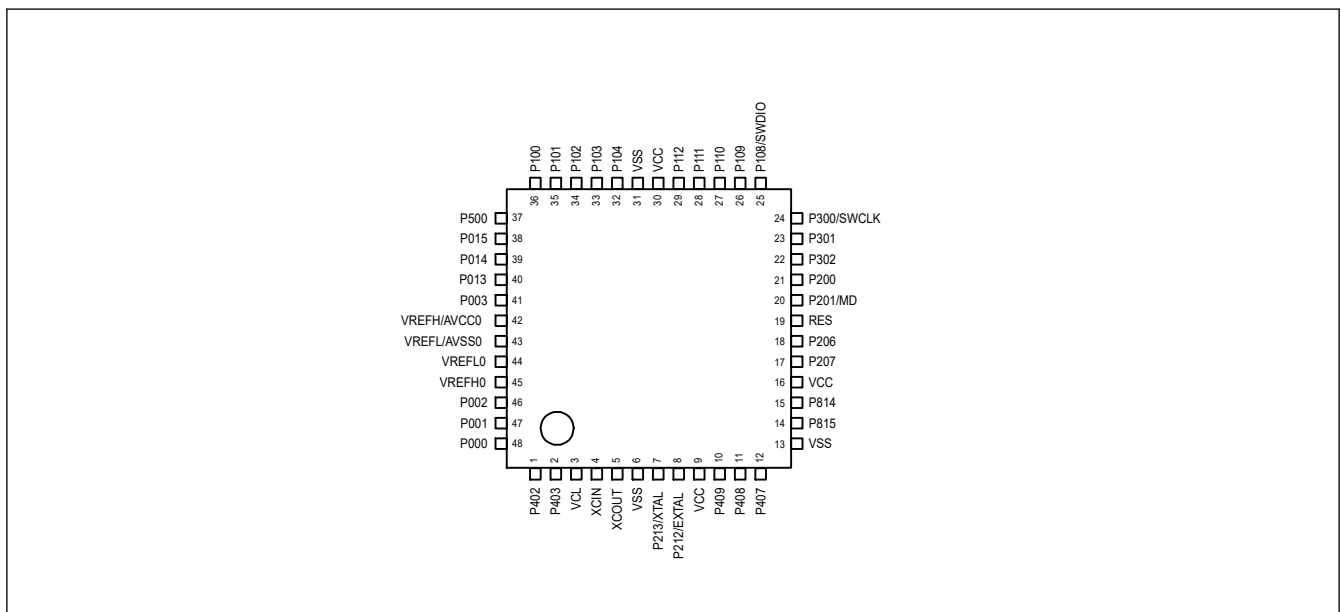 P100
P101
P102
P103
P104
VSS
VCC
P112
P111
P110
P109
P108/SWDIO
36
35
34
33
32
31
30
29
28
27
26
25
P500 37
P015 38
P014 39
P013 40
P003 41
VREFH/AVCC0 42
VREFL/AVSS0 43
VREFL0 44
VREFH0 45
P002 46
P001 47
P000 48
24 P300/SWCLK
23 P301
22 P302
21 P200
20 P201/MD
19 RES
18 P206
17 P207
16 VCC
15 P814
14 P815
13 VSS
1
2
3
4
5
6
7
8
9
10
11
12
P402
P403
VCL
XCIN
XCOUT
VSS
P213/XTAL
P212/EXTAL
VCC
P409
P408
P407